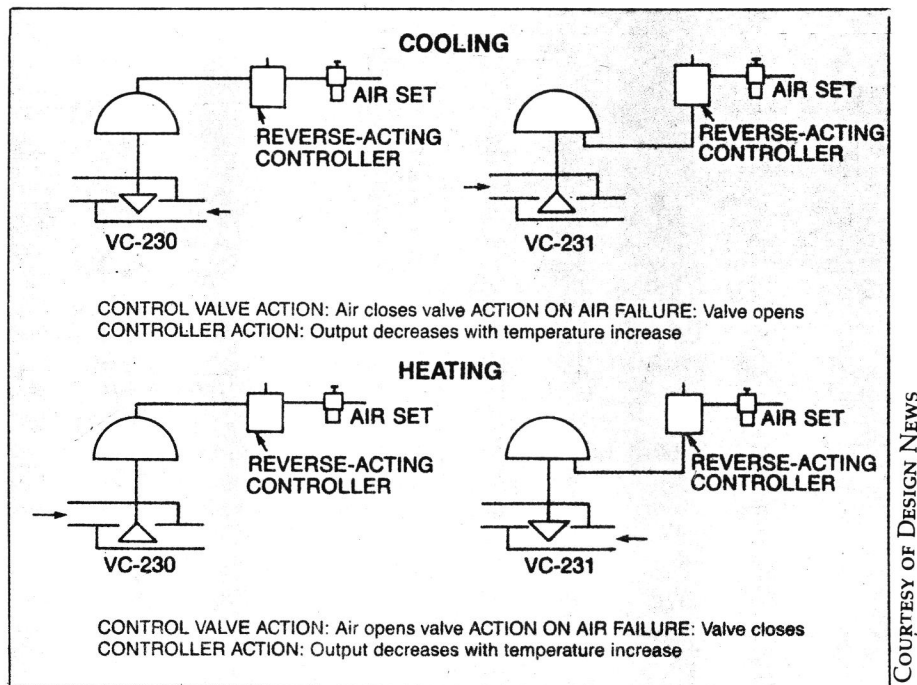 COOLING
AIR SET
REVERSE-ACTING
CONTROLLER
VC-230
AIR SET
REVERSE-ACTING
CONTROLLER
VC-231
CONTROL VALVE ACTION: Air closes valve ACTION ON AIR FAILURE: Valve opens
CONTROLLER ACTION: Output decreases with temperature increase
HEATING
AIR SET
REVERSE-ACTING
CONTROLLER
VC-230
AIR SET
REVERSE-ACTING
CONTROLLER
VC-231
CONTROL VALVE ACTION: Air opens valve ACTION ON AIR FAILURE: Valve closes
CONTROLLER ACTION: Output decreases with temperature increase
COURTESY OF DESIGN NEWS